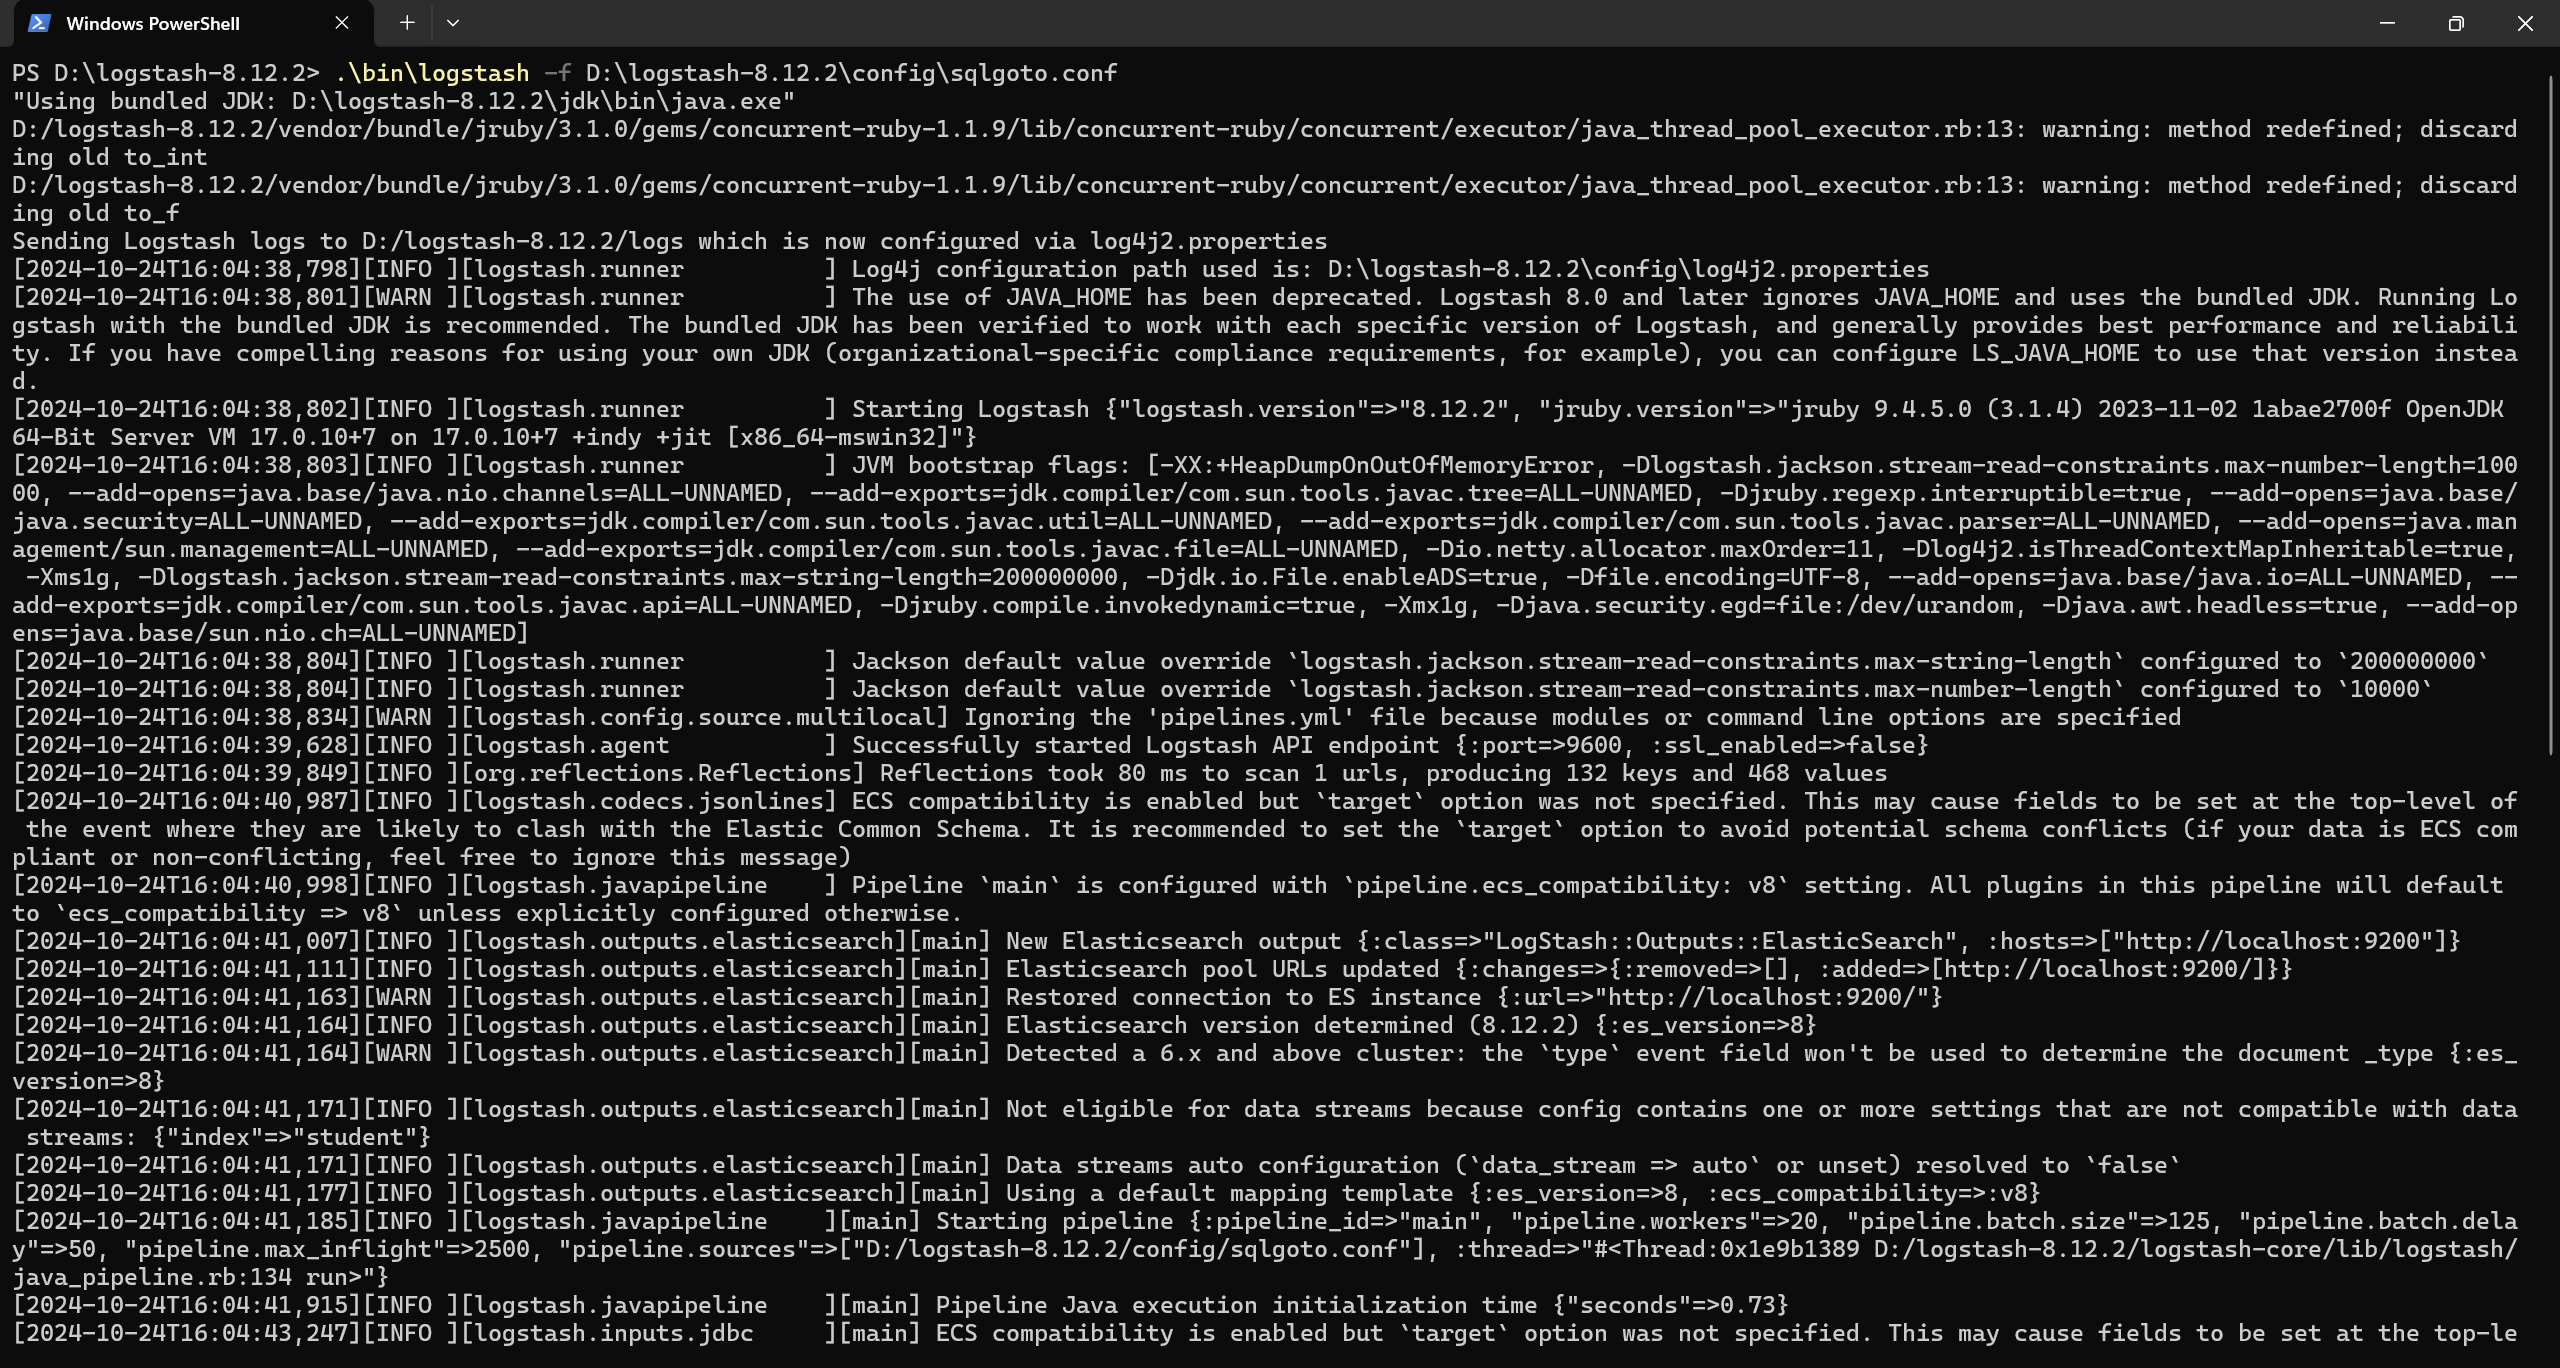 Windows PowerShell
PS D:\logstash-8.12.2> .\bin\logstash -f D:\logstash-8.12.2\config\sqlgoto.conf
"Using bundled JDK: D:\logstash-8.12.2\jdk\bin\java.exe"
D:/logstash-8.12.2/vendor/bundle/jruby/3.1.0/gems/concurrent-ruby-1.1.9/lib/concurrent-ruby/concurrent/executor/java_thread_pool_executor.rb:13: warning: method redefined; discard
ing old to_int
D:/logstash-8.12.2/vendor/bundle/jruby/3.1.0/gems/concurrent-ruby-1.1.9/lib/concurrent-ruby/concurrent/executor/java_thread_pool_executor.rb:13: warning: method redefined; discard
ing old to_f
Sending Logstash logs to D:/logstash-8.12.2/logs which is now configured via log4j2.properties
[2024-10-24T16:04:38,798][INFO ][logstash.runner          ] Log4j configuration path used is: D:\logstash-8.12.2\config\log4j2.properties
[2024-10-24T16:04:38,801][WARN ][logstash.runner          ] The use of JAVA_HOME has been deprecated. Logstash 8.0 and later ignores JAVA_HOME and uses the bundled JDK. Running Lo
gstash with the bundled JDK is recommended. The bundled JDK has been verified to work with each specific version of Logstash, and generally provides best performance and reliabili
ty. If you have compelling reasons for using your own JDK (organizational-specific compliance requirements, for example), you can configure LS_JAVA_HOME to use that version instea
d.
[2024-10-24T16:04:38,802][INFO ][logstash.runner          ] Starting Logstash {"logstash.version"=>"8.12.2", "jruby.version"=>"jruby 9.4.5.0 (3.1.4) 2023-11-02 1abae2700f OpenJDK
64-Bit Server VM 17.0.10+7 on 17.0.10+7 +indy +jit [x86_64-mswin32]"}
[2024-10-24T16:04:38,803][INFO ][logstash.runner          ] JVM bootstrap flags: [-XX:+HeapDumpOnOutOfMemoryError, -Dlogstash.jackson.stream-read-constraints.max-number-length=100
00, --add-opens=java.base/java.nio.channels=ALL-UNNAMED, --add-exports=jdk.compiler/com.sun.tools.javac.tree=ALL-UNNAMED, -Djruby.regexp.interruptible=true, --add-opens=java.base/
java.security=ALL-UNNAMED, --add-exports=jdk.compiler/com.sun.tools.javac.util=ALL-UNNAMED, --add-exports=jdk.compiler/com.sun.tools.javac.parser=ALL-UNNAMED, --add-opens=java.man
agement/sun.management=ALL-UNNAMED, --add-exports=jdk.compiler/com.sun.tools.javac.file=ALL-UNNAMED, -Dio.netty.allocator.maxOrder=11, -Dlog4j2.isThreadContextMapInheritable=true,
 -Xms1g, -Dlogstash.jackson.stream-read-constraints.max-string-length=200000000, -Djdk.io.File.enableADS=true, -Dfile.encoding=UTF-8, --add-opens=java.base/java.io=ALL-UNNAMED, --
add-exports=jdk.compiler/com.sun.tools.javac.api=ALL-UNNAMED, -Djruby.compile.invokedynamic=true, -Xmx1g, -Djava.security.egd=file:/dev/urandom, -Djava.awt.headless=true, --add-op
ens=java.base/sun.nio.ch=ALL-UNNAMED]
[2024-10-24T16:04:38,804][INFO ][logstash.runner          ] Jackson default value override `logstash.jackson.stream-read-constraints.max-string-length` configured to `200000000`
[2024-10-24T16:04:38,804][INFO ][logstash.runner          ] Jackson default value override `logstash.jackson.stream-read-constraints.max-number-length` configured to `10000`
[2024-10-24T16:04:38,834][WARN ][logstash.config.source.multilocal] Ignoring the 'pipelines.yml' file because modules or command line options are specified
[2024-10-24T16:04:39,628][INFO ][logstash.agent           ] Successfully started Logstash API endpoint {:port=>9600, :ssl_enabled=>false}
[2024-10-24T16:04:39,849][INFO ][org.reflections.Reflections] Reflections took 80 ms to scan 1 urls, producing 132 keys and 468 values
[2024-10-24T16:04:40,987][INFO ][logstash.codecs.jsonlines] ECS compatibility is enabled but `target` option was not specified. This may cause fields to be set at the top-level of
 the event where they are likely to clash with the Elastic Common Schema. It is recommended to set the `target` option to avoid potential schema conflicts (if your data is ECS com
pliant or non-conflicting, feel free to ignore this message)
[2024-10-24T16:04:40,998][INFO ][logstash.javapipeline    ] Pipeline `main` is configured with `pipeline.ecs_compatibility: v8` setting. All plugins in this pipeline will default
to `ecs_compatibility => v8` unless explicitly configured otherwise.
[2024-10-24T16:04:41,007][INFO ][logstash.outputs.elasticsearch][main] New Elasticsearch output {:class=>"LogStash::Outputs::ElasticSearch", :hosts=>["http://localhost:9200"]}
[2024-10-24T16:04:41,111][INFO ][logstash.outputs.elasticsearch][main] Elasticsearch pool URLs updated {:changes=>{:removed=>[], :added=>[http://localhost:9200/]}}
[2024-10-24T16:04:41,163][WARN ][logstash.outputs.elasticsearch][main] Restored connection to ES instance {:url=>"http://localhost:9200/"}
[2024-10-24T16:04:41,164][INFO ][logstash.outputs.elasticsearch][main] Elasticsearch version determined (8.12.2) {:es_version=>8}
[2024-10-24T16:04:41,164][WARN ][logstash.outputs.elasticsearch][main] Detected a 6.x and above cluster: the `type` event field won't be used to determine the document _type {:es_
version=>8}
[2024-10-24T16:04:41,171][INFO ][logstash.outputs.elasticsearch][main] Not eligible for data streams because config contains one or more settings that are not compatible with data
 streams: {"index"=>"student"}
[2024-10-24T16:04:41,171][INFO ][logstash.outputs.elasticsearch][main] Data streams auto configuration (`data_stream => auto` or unset) resolved to `false`
[2024-10-24T16:04:41,177][INFO ][logstash.outputs.elasticsearch][main] Using a default mapping template {:es_version=>8, :ecs_compatibility=>:v8}
[2024-10-24T16:04:41,185][INFO ][logstash.javapipeline    ][main] Starting pipeline {:pipeline_id=>"main", "pipeline.workers"=>20, "pipeline.batch.size"=>125, "pipeline.batch.dela
y"=>50, "pipeline.max_inflight"=>2500, "pipeline.sources"=>["D:/logstash-8.12.2/config/sqlgoto.conf"], :thread=>"#<Thread:0x1e9b1389 D:/logstash-8.12.2/logstash-core/lib/logstash/
java_pipeline.rb:134 run>"}
[2024-10-24T16:04:41,915][INFO ][logstash.javapipeline    ][main] Pipeline Java execution initialization time {"seconds"=>0.73}
[2024-10-24T16:04:43,247][INFO ][logstash.inputs.jdbc     ][main] ECS compatibility is enabled but `target` option was not specified. This may cause fields to be set at the top-le